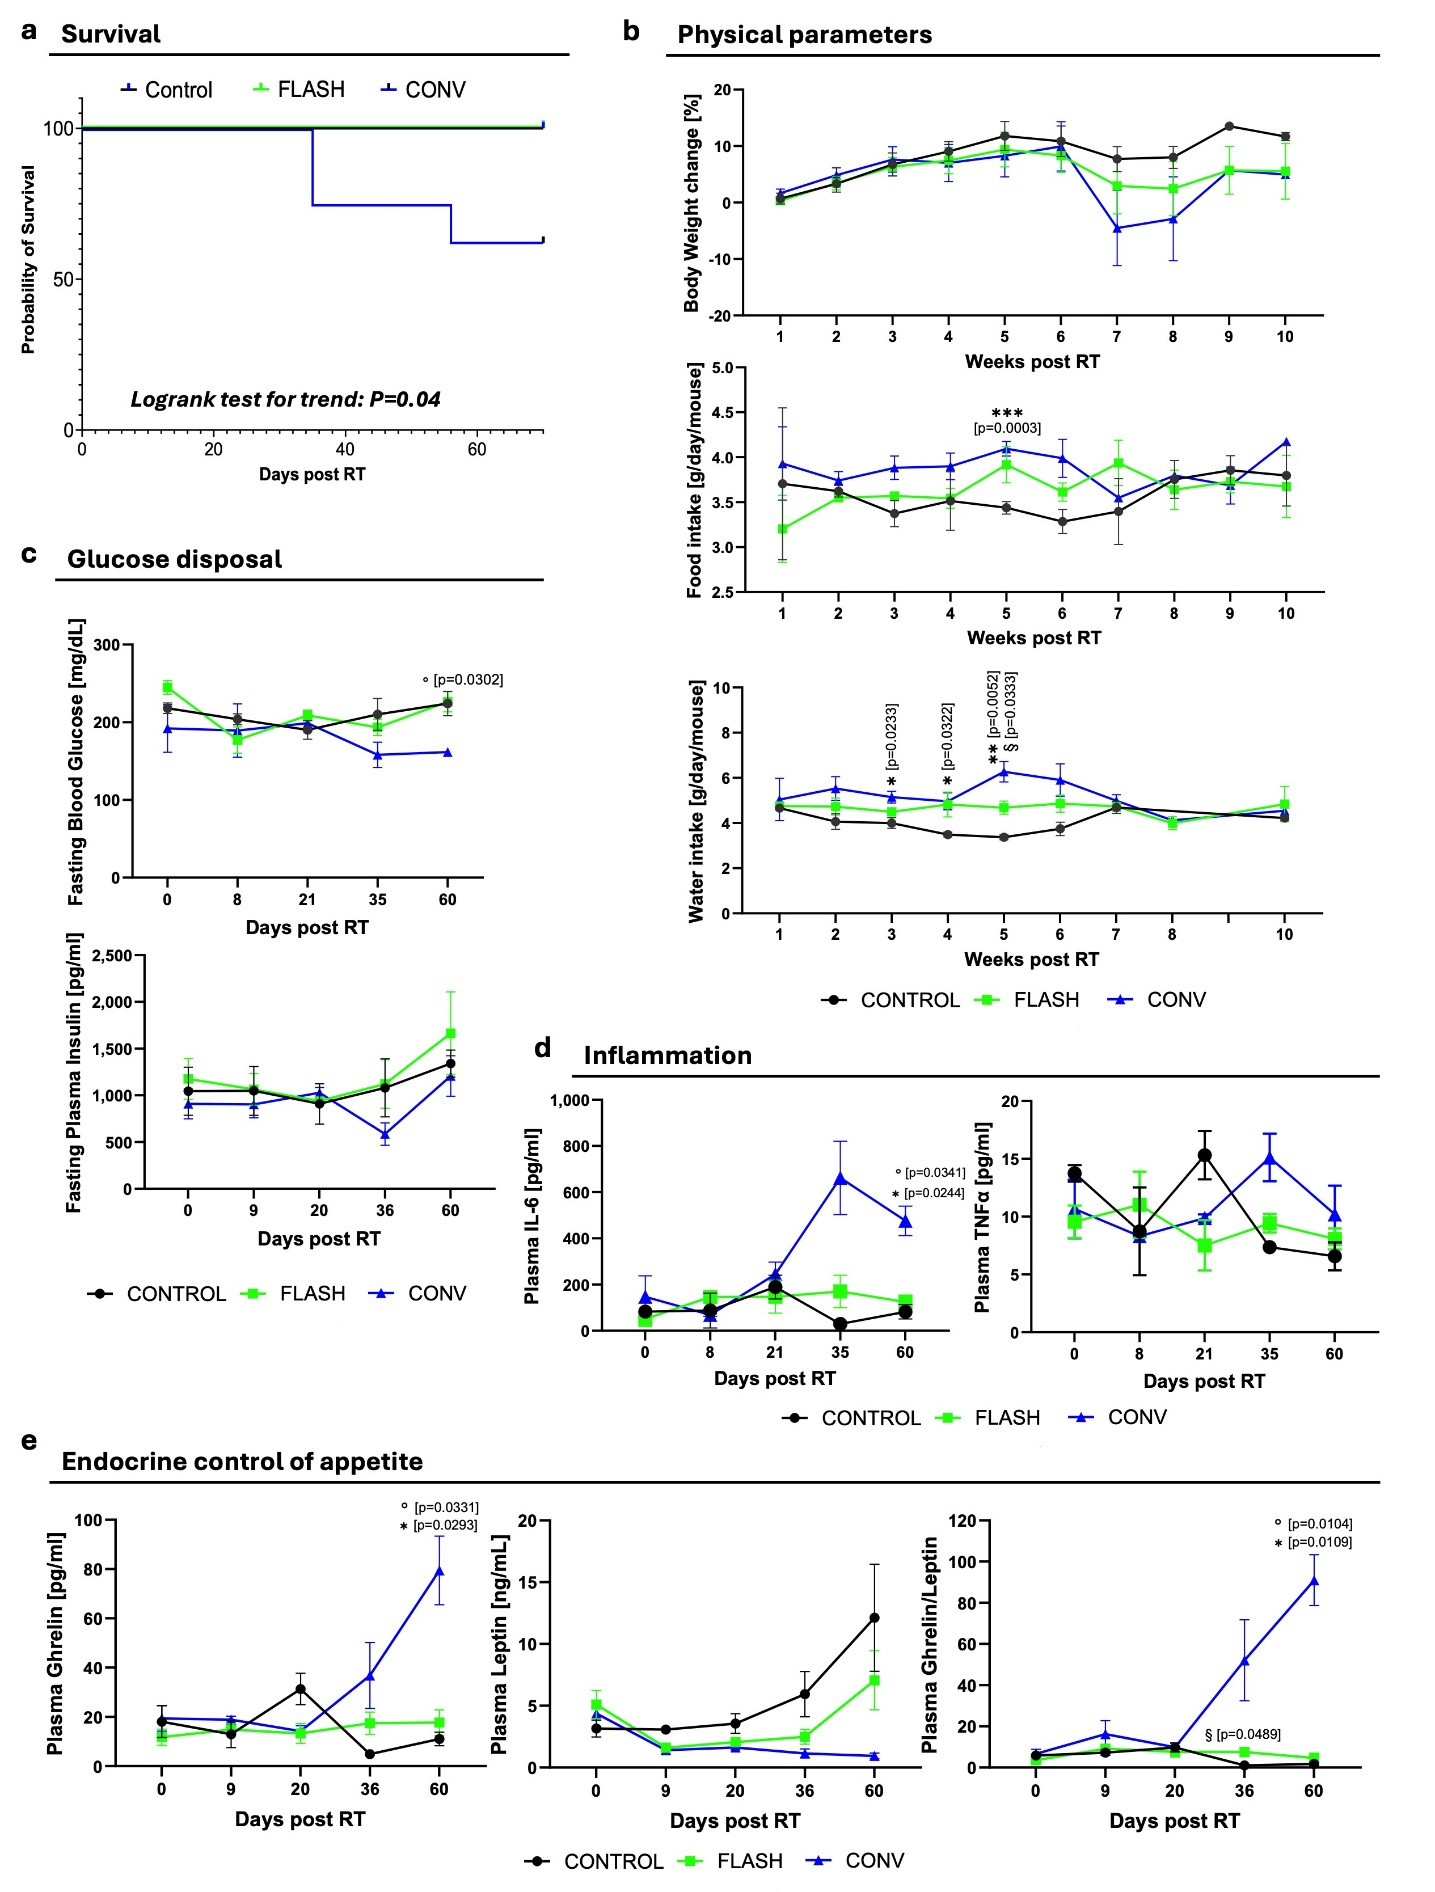 a Survival
Control FLASH CONV
Probability of Survival
100
50
0
Logrank test for trend: P=0.04
0 20 40 60
Days post RT
b Physical parameters
Body Weight change [%]
20
10
0
-10
-20
1 2 3 4 5 6 7 8 9 10
Weeks post RT
Food intake [g/day/mouse]
5.0
4.5
4.0
3.5
3.0
2.5
***
[p=0.0003]
1 2 3 4 5 6 7 8 9 10
Weeks post RT
Water intake [g/day/mouse]
10
8
6
4
2
0
* [p=0.0233]
* [p=0.0322]
** [p=0.0052]
§ [p=0.0333]
1 2 3 4 5 6 7 8 10
Weeks post RT
CONTROL FLASH CONV
c Glucose disposal
Fasting Blood Glucose [mg/dL]
300
200
100
0
° [p=0.0302]
0 8 21 35 60
Days post RT
Fasting Plasma Insulin [pg/ml]
2,500
2,000
1,500
1,000
500
0
0 9 20 36 60
Days post RT
CONTROL FLASH CONV
d Inflammation
Plasma IL-6 [pg/ml]
1,000
800
600
400
200
0
° [p=0.0341]
* [p=0.0244]
0 8 21 35 60
Days post RT
Plasma TNFα [pg/ml]
20
15
10
5
0
0 8 21 35 60
Days post RT
CONTROL FLASH CONV
e
Endocrine control of appetite
Plasma Ghrelin [pg/ml]
100
80
60
40
20
0
° [p=0.0331]
* [p=0.0293]
0 9 20 36 60
Days post RT
Plasma Leptin [ng/mL]
20
15
10
5
0
0 9 20 36 60
Days post RT
Plasma Ghrelin/Leptin
120
100
80
60
40
20
0
° [p=0.0104]
* [p=0.0109]
§ [p=0.0489]
0 9 20 36 60
Days post RT
CONTROL FLASH CONV